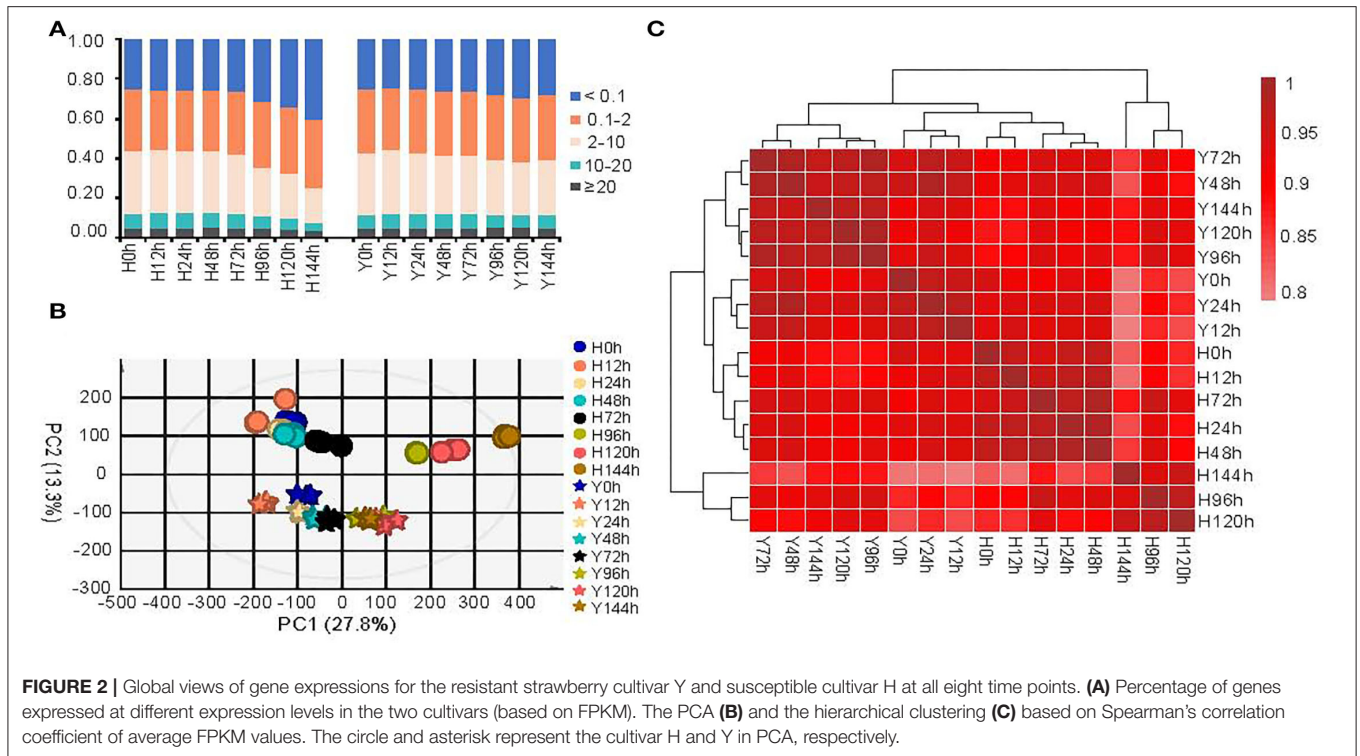 A
1.00
0.80
0.60
0.40
0.20
0.00
H0h
H12h
H24h
H48h
H72h
H96h
H120h
H144h
Y0h
Y12h
Y24h
Y48h
Y72h
Y96h
Y120h
Y144h
< 0.1
0.1-2
2-10
10-20
≥20
B
PC2 (13.3%)
200
100
0
-100
-200
-300
-500 -400 -300 -200 -100 0 100 200 300 400
PC1 (27.8%)
H0h
H12h
H24h
H48h
H72h
H96h
H120h
H144h
Y0h
Y12h
Y24h
Y48h
Y72h
Y96h
Y120h
Y144h
C
1
0.95
0.9
0.85
0.8
Y72h
Y48h
Y144h
Y120h
Y96h
Y0h
Y24h
Y12h
H0h
H12h
H72h
H24h
H48h
H144h
H96h
H120h
Y72h
Y48h
Y144h
Y120h
Y96h
Y0h
Y24h
Y12h
H0h
H12h
H72h
H24h
H48h
H144h
H96h
H120h
FIGURE 2 | Global views of gene expressions for the resistant strawberry cultivar Y and susceptible cultivar H at all eight time points. (A) Percentage of genes
expressed at different expression levels in the two cultivars (based on FPKM). The PCA (B) and the hierarchical clustering (C) based on Spearman's correlation
coefficient of average FPKM values. The circle and asterisk represent the cultivar H and Y in PCA, respectively.